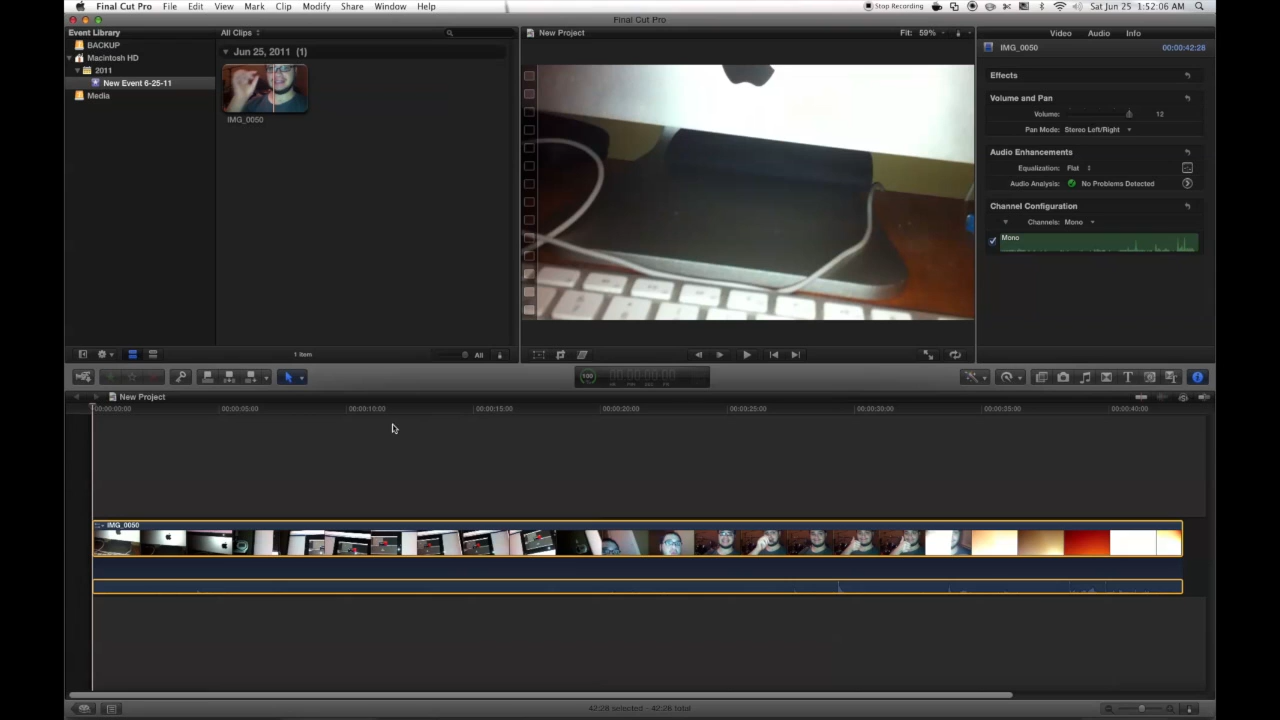 Final Cut Pro File Edit View Mark Clip Modify Share Window Help Stop Recording Sat Jun 25 1:52:06 AM
Final Cut Pro
Event Library All Clips New Project Fit: 59% Video Audio Info
BACKUP
Macintosh HD
2011
New Event 6-25-11
Media
Jun 25, 2011 (1)
IMG_0050
IMG_0050 00:00:42:28
Effects
Volume and Pan
Volume: 12
Pan Mode: Stereo Left/Right
Audio Enhancements
Equalization: Flat
Audio Analysis: No Problems Detected
Channel Configuration
Channels: Mono
Mono
1 item All
100 00:00:00:00
New Project
00:00:00:00 00:00:05:00 00:00:10:00 00:00:15:00 00:00:20:00 00:00:25:00 00:00:30:00 00:00:35:00 00:00:40:00
IMG_0050
42:28 selected - 42:28 total